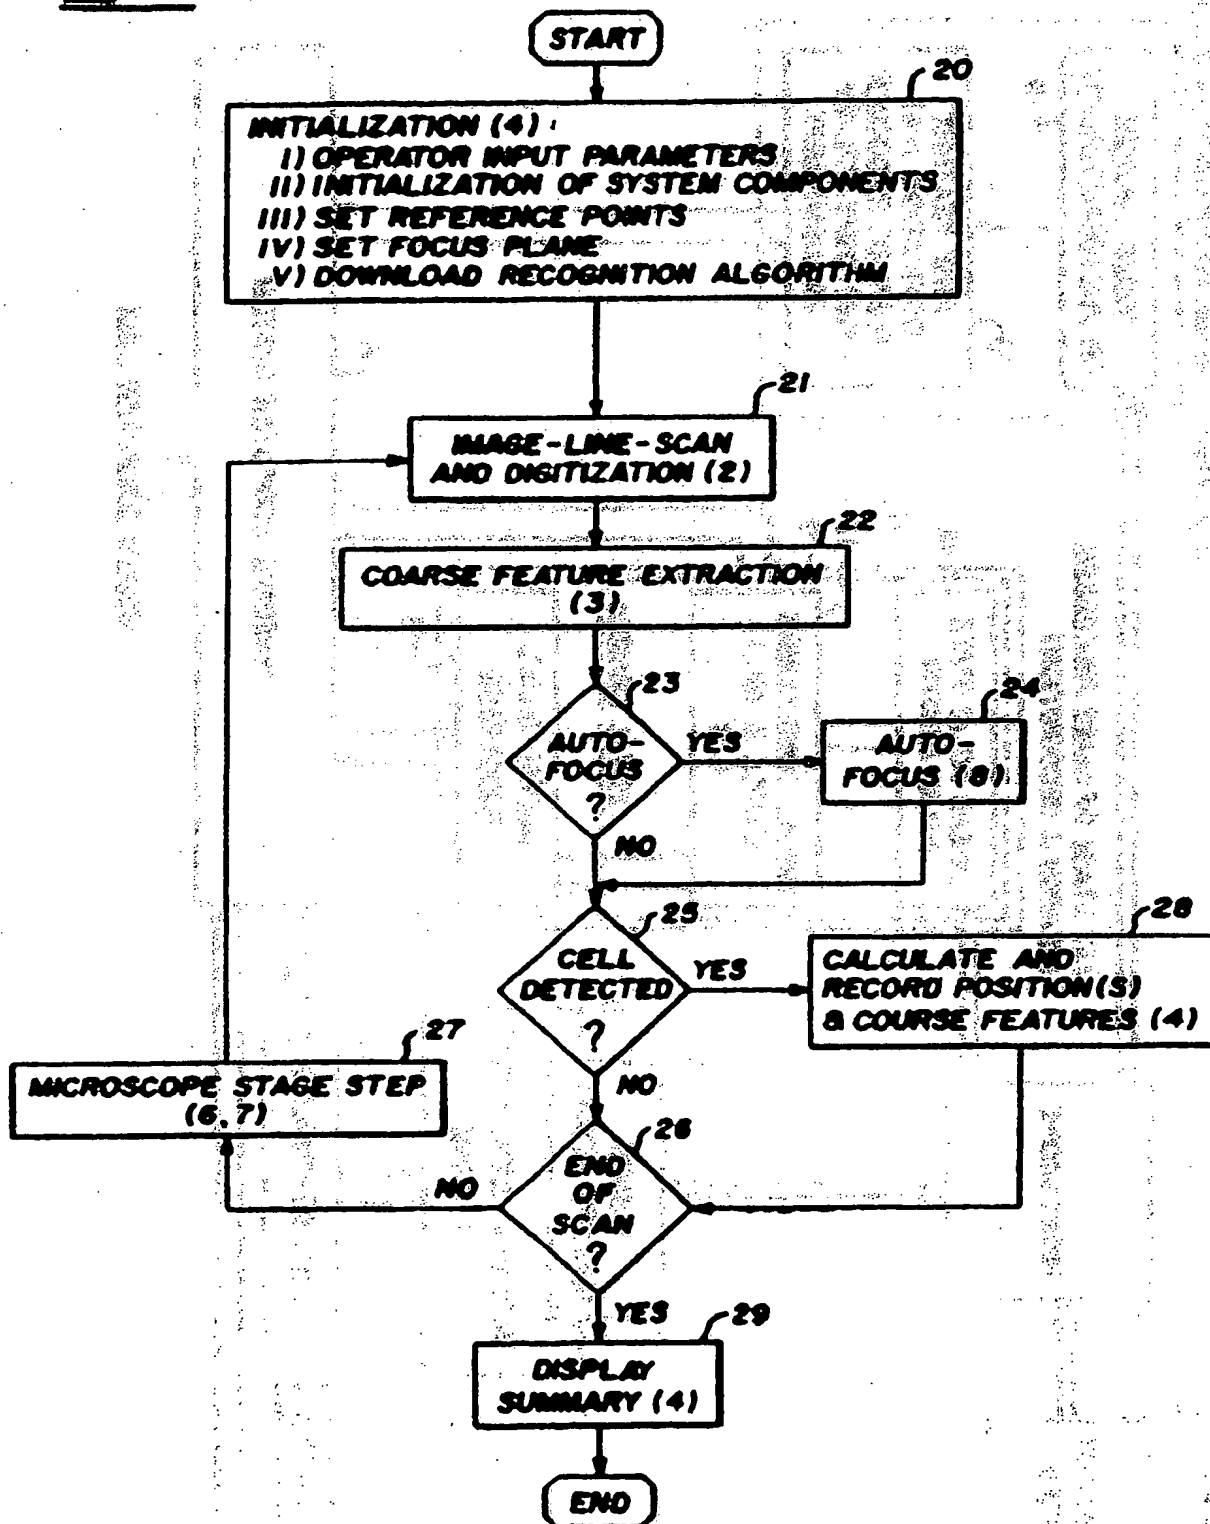 START
20
INITIALIZATION (4):
I) OPERATOR INPUT PARAMETERS
II) INITIALIZATION OF SYSTEM COMPONENTS
III) SET REFERENCE POINTS
IV) SET FOCUS PLANE
V) DOWNLOAD RECOGNITION ALGORITHM
21
IMAGE-LINE-SCAN
AND DIGITIZATION (2)
22
COARSE FEATURE EXTRACTION
(3)
23
AUTO-
FOCUS
?
YES
NO
24
AUTO-
FOCUS (8)
25
CELL
DETECTED
?
YES
NO
28
CALCULATE AND
RECORD POSITION(S)
& COURSE FEATURES (4)
27
MICROSCOPE STAGE STEP
(6,7)
26
END
OF
SCAN
?
NO
YES
29
DISPLAY
SUMMARY (4)
END